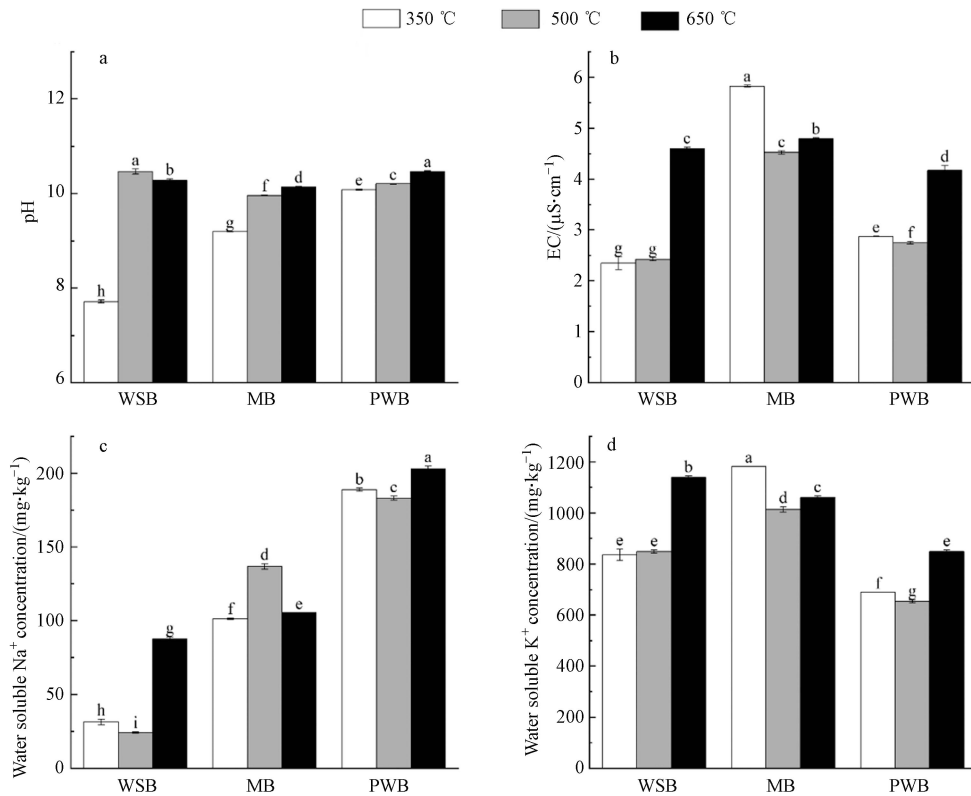 350 ℃ 500 ℃ 650 ℃
a
12
10
8
6
pH
h a b
g f d
e c a
WSB MB PWB
b
6
5
4
3
2
1
0
EC/(μS·cm⁻¹)
g g c
a c b
e f d
WSB MB PWB
c
200
150
100
50
0
Water soluble Na⁺ concentration/(mg·kg⁻¹)
h i g
f d e
b c a
WSB MB PWB
d
1200
1000
800
600
400
200
0
Water soluble K⁺ concentration/(mg·kg⁻¹)
e e b
a d c
f g e
WSB MB PWB